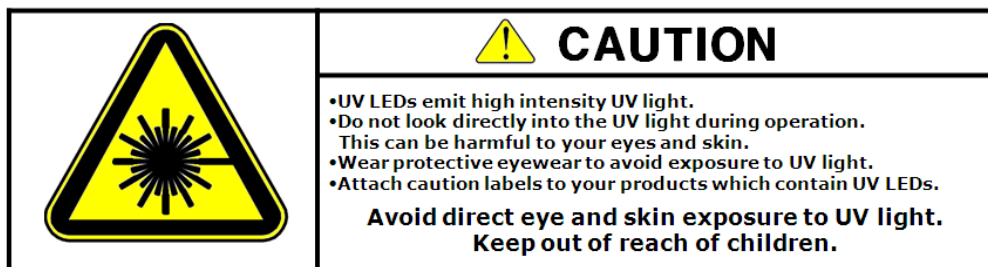 CAUTION
•UV LEDs emit high intensity UV light.
•Do not look directly into the UV light during operation.
This can be harmful to your eyes and skin.
•Wear protective eyewear to avoid exposure to UV light.
•Attach caution labels to your products which contain UV LEDs.
Avoid direct eye and skin exposure to UV light.
Keep out of reach of children.